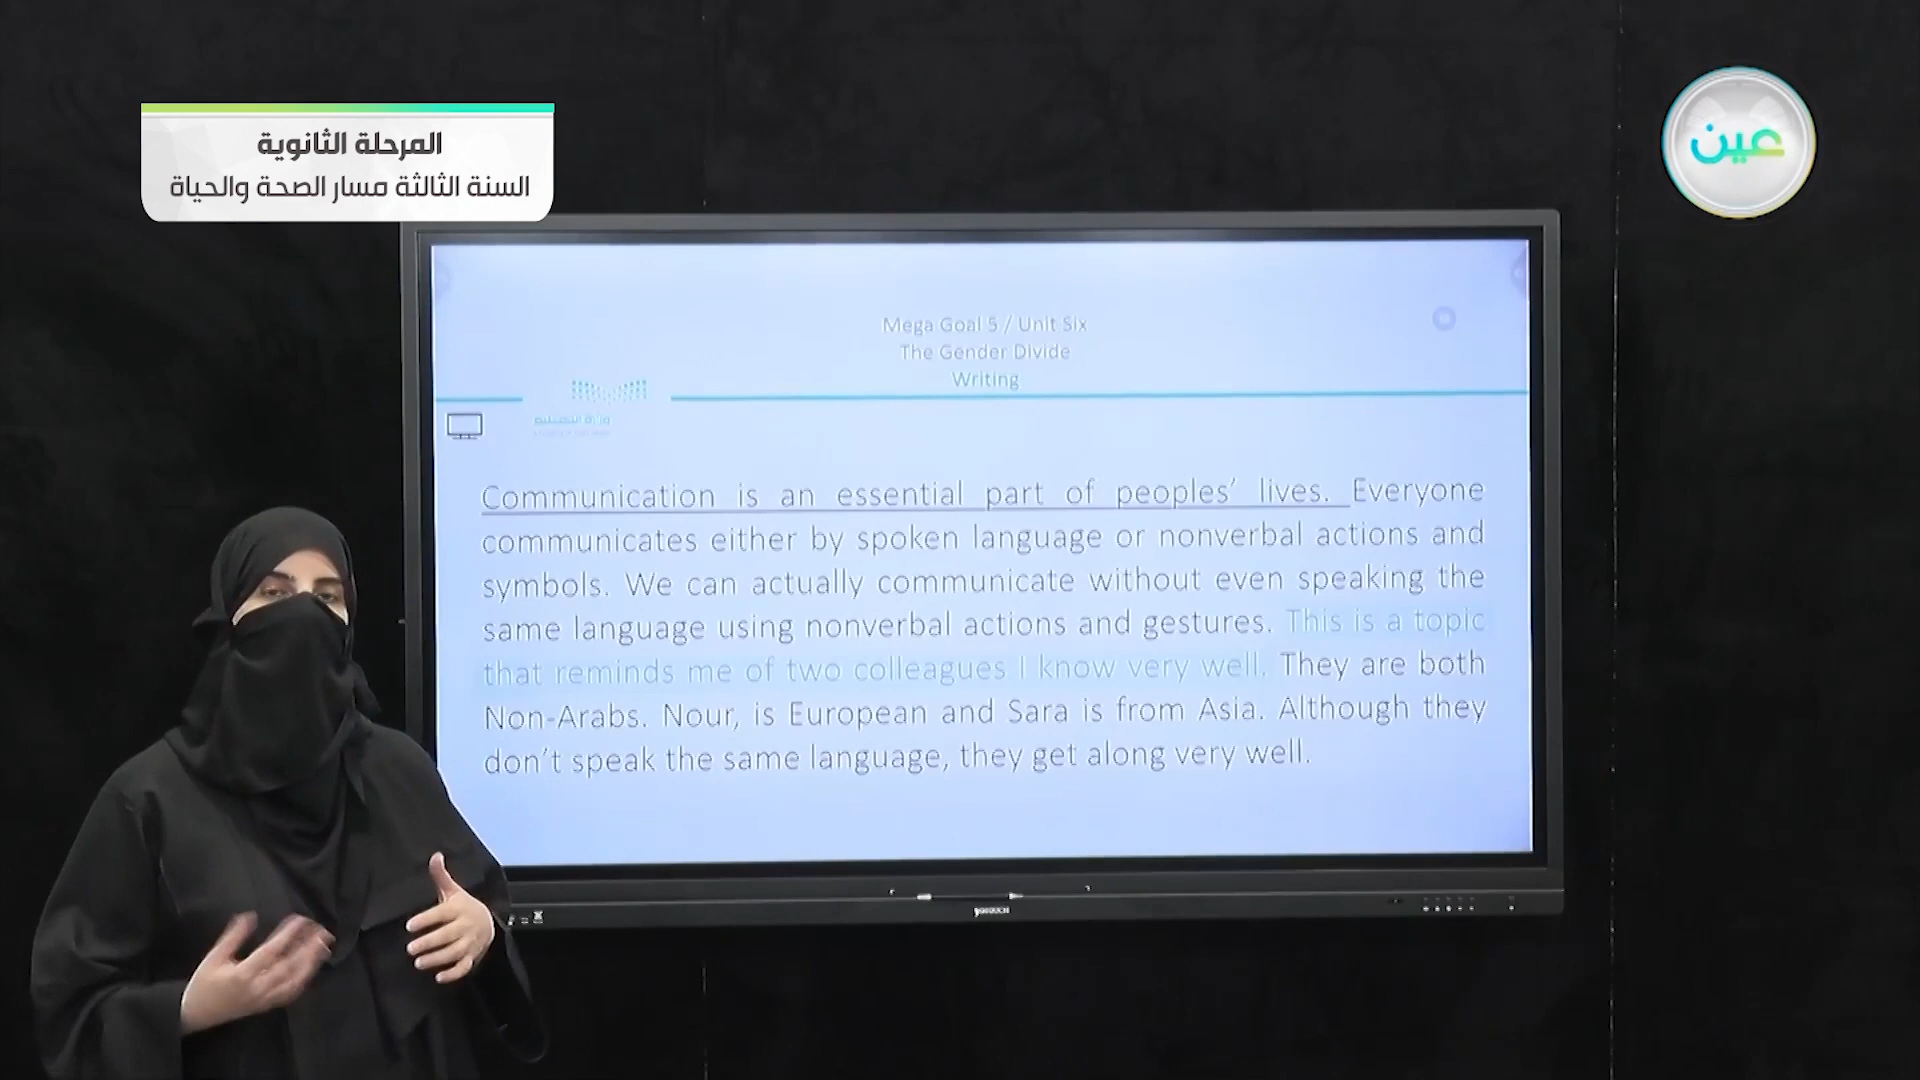 المرحلة الثانوية
السنة الثالثة مسار الصحة والحياة
عين
Mega Goal 5 / Unit Six
The Gender Divide
Writing
وزارة التعليم
Communication is an essential part of peoples’ lives. Everyone
communicates either by spoken language or nonverbal actions and
symbols. We can actually communicate without even speaking the
same language using nonverbal actions and gestures. This is a topic
that reminds me of two colleagues I know very well. They are both
Non-Arabs. Nour, is European and Sara is from Asia. Although they
don’t speak the same language, they get along very well.